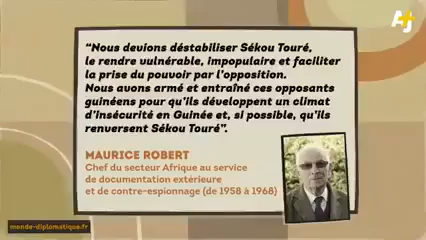 “Nous devions déstabiliser Sékou Touré,
le rendre vulnérable, impopulaire et faciliter
la prise du pouvoir par l’opposition.
Nous avons armé et entraîné ces opposants
guinéens pour qu’ils développent un climat
d’insécurité en Guinée et, si possible, qu’ils
renversent Sékou Touré”.
MAURICE ROBERT
Chef du secteur Afrique au service
de documentation extérieure
et de contre-espionnage (de 1958 à 1968)
monde-diplomatique.fr
AJ+